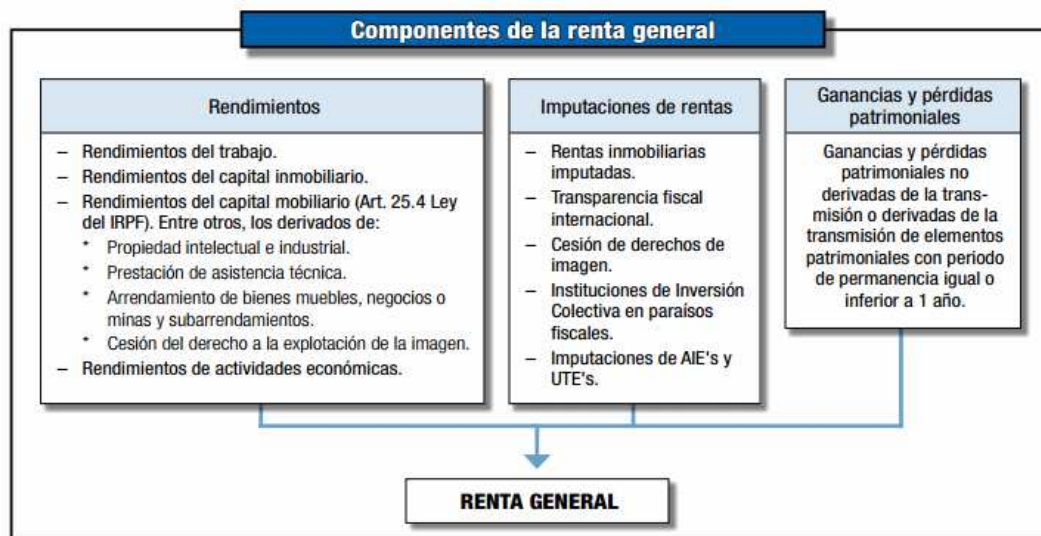 Componentes de la renta general
Rendimientos
– Rendimientos del trabajo.
– Rendimientos del capital inmobiliario.
– Rendimientos del capital mobiliario (Art. 25.4 Ley
del IRPF). Entre otros, los derivados de:
* Propiedad intelectual e industrial.
* Prestación de asistencia técnica.
* Arrendamiento de bienes muebles, negocios o
minas y subarrendamientos.
* Cesión del derecho a la explotación de la imagen.
– Rendimientos de actividades económicas.
Imputaciones de rentas
– Rentas inmobiliarias
imputadas.
– Transparencia fiscal
internacional.
– Cesión de derechos de
imagen.
– Instituciones de Inversión
Colectiva en paraísos
fiscales.
– Imputaciones de AIE's y
UTE's.
Ganancias y pérdidas
patrimoniales
Ganancias y pérdidas
patrimoniales no
derivadas de la trans-
misión o derivadas de la
transmisión de elementos
patrimoniales con periodo
de permanencia igual o
inferior a 1 año.
RENTA GENERAL